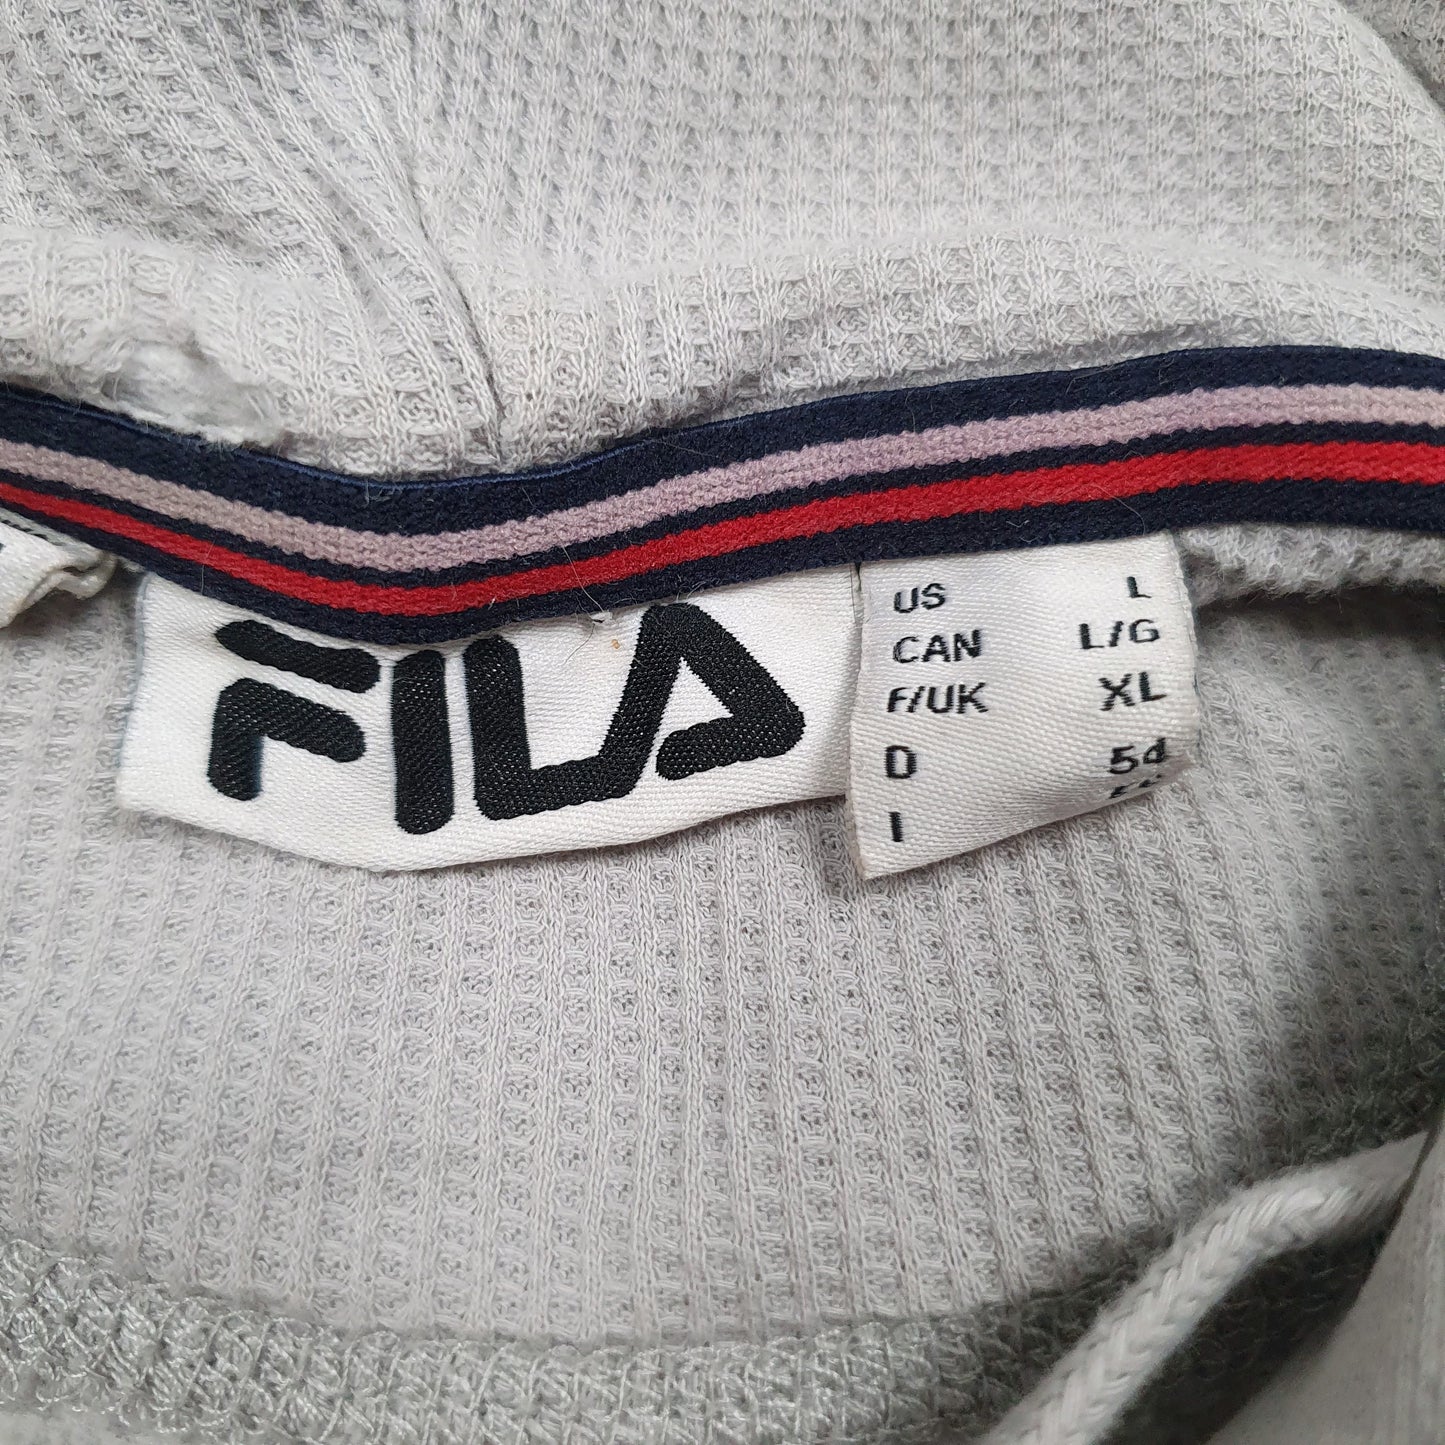 FILA
US L
CAN L/G
F/UK XL
D 54
I